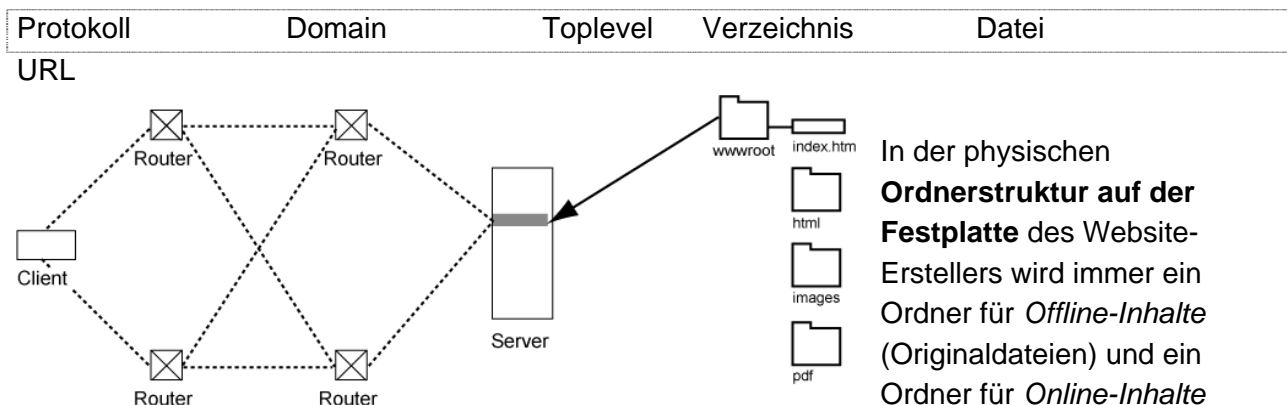 Protokoll Domain Toplevel Verzeichnis Datei
URL
Router Router
Client
Server
Router Router
wwwroot index.htm
html
images
pdf
In der physischen
Ordnerstruktur auf der
Festplatte des Website-
Erstellers wird immer ein
Ordner für Offline-Inhalte
(Originaldateien) und ein
Ordner für Online-Inhalte